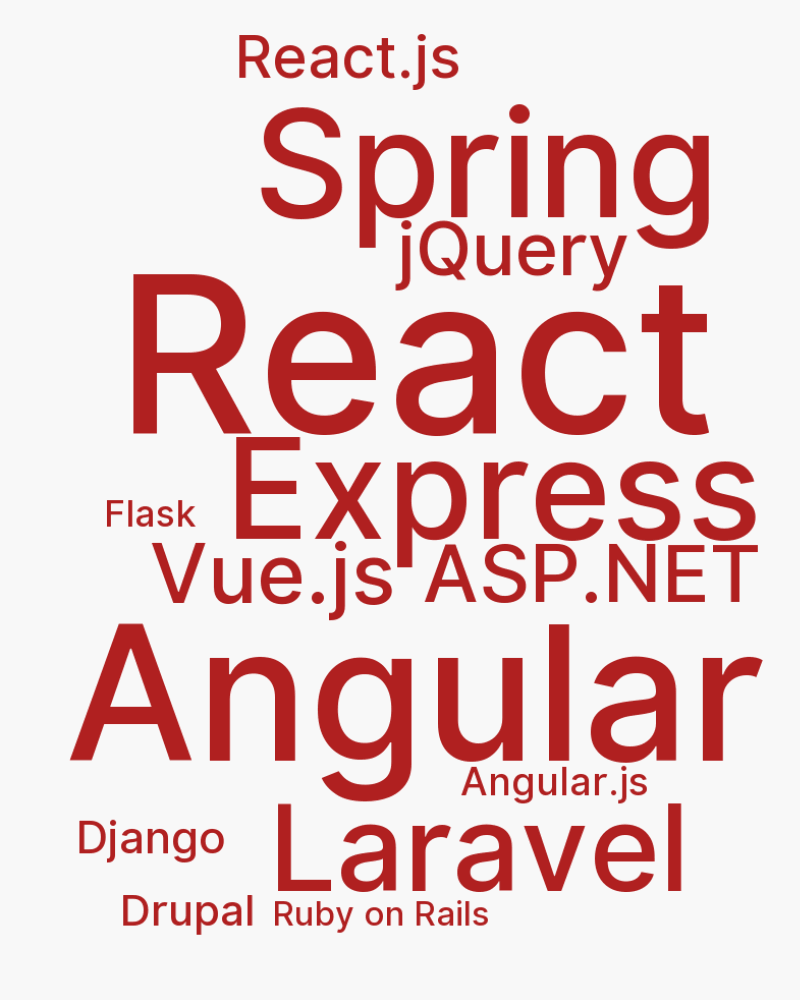 React.js
Spring
jQuery
React
Express
Flask
Vue.js ASP.NET
Angular
Angular.js
Django Laravel
Drupal Ruby on Rails